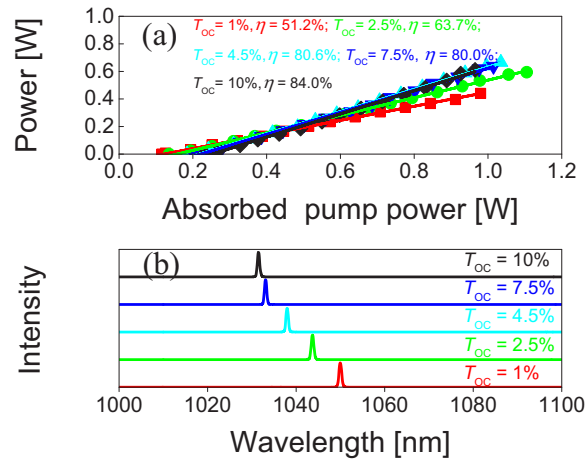 (a)
T_OC = 1%, η = 51.2%; T_OC = 2.5%, η = 63.7%;
T_OC = 4.5%, η = 80.6%; T_OC = 7.5%, η = 80.0%;
T_OC = 10%, η = 84.0%
Power [W]
1.0
0.8
0.6
0.4
0.2
0.0
0.0 0.2 0.4 0.6 0.8 1.0 1.2
Absorbed pump power [W]
(b)
Intensity
T_OC = 10%
T_OC = 7.5%
T_OC = 4.5%
T_OC = 2.5%
T_OC = 1%
1000 1020 1040 1060 1080 1100
Wavelength [nm]